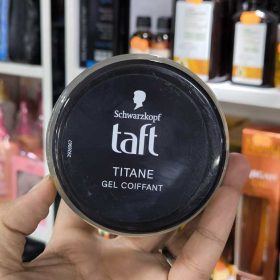 Schwarzkopf
taft
TITANE
GEL COIFFANT